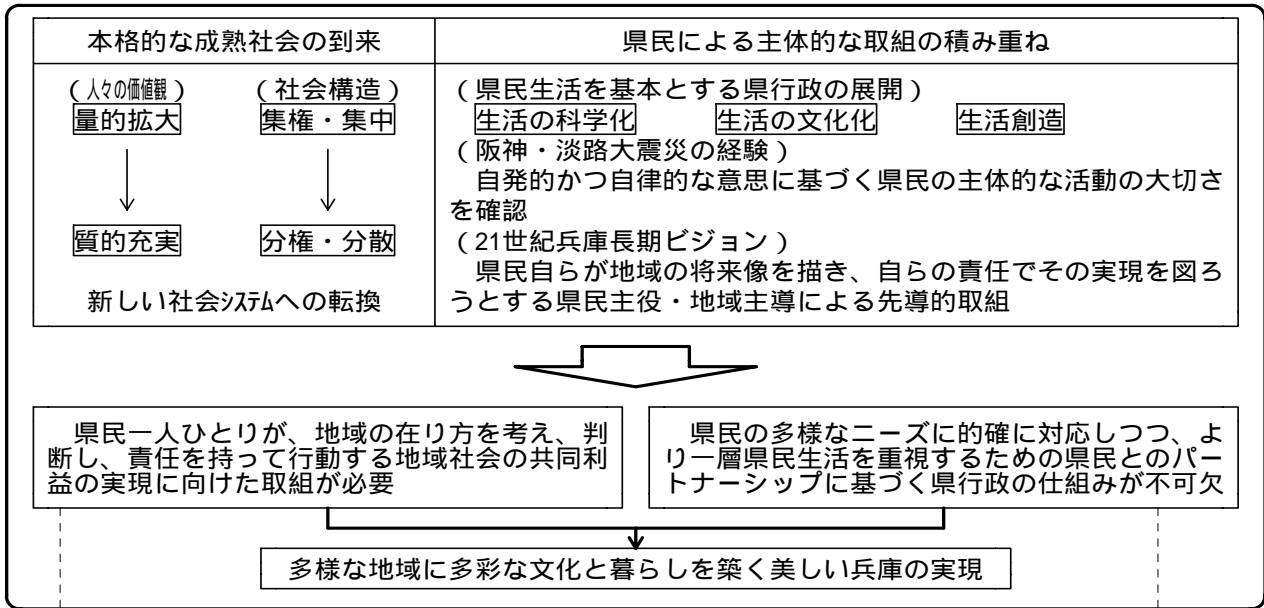 本格的な成熟社会の到来
(人々の価値観) (社会構造)
量的拡大 集権・集中
質的充実 分権・分散
新しい社会システムへの転換
県民による主体的な取組の積み重ね
(県民生活を基本とする県行政の展開)
生活の科学化 生活の文化化 生活創造
(阪神・淡路大震災の経験)
自発的かつ自律的な意思に基づく県民の主体的な活動の大切さ
を確認
(21世紀兵庫長期ビジョン)
県民自らが地域の将来像を描き、自らの責任でその実現を図ろ
うとする県民主役・地域主導による先導的取組
県民一人ひとりが、地域の在り方を考え、判
断し、責任を持って行動する地域社会の共同利
益の実現に向けた取組が必要
県民の多様なニーズに的確に対応しつつ、よ
り一層県民生活を重視するための県民とのパー
トナーシップに基づく県行政の仕組みが不可欠
多様な地域に多彩な文化と暮らしを築く美しい兵庫の実現